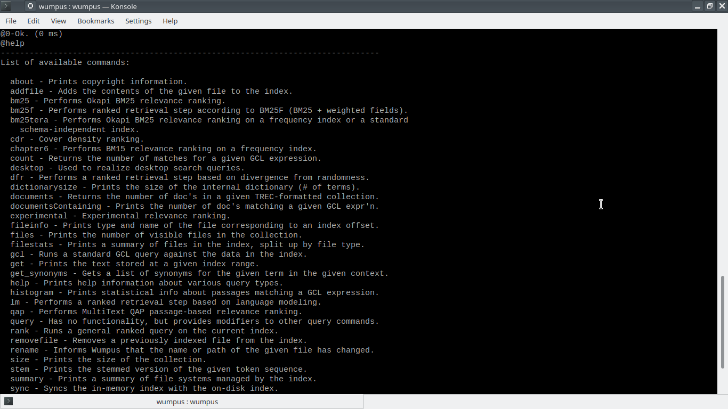 wumpus : wumpus — Konsole
File Edit View Bookmarks Settings Help
@0-Ok. (0 ms)
@help
--------------------------------------------------------------------------------
List of available commands:
about - Prints copyright information.
addfile - Adds the contents of the given file to the index.
bm25 - Performs Okapi BM25 relevance ranking.
bm25f - Performs ranked retrieval step according to BM25F (BM25 + weighted fields).
bm25tera - Performs Okapi BM25 relevance ranking on a frequency index or a standard
schema-independent index.
cdr - Cover density ranking.
chapter6 - Performs BM15 relevance ranking on a frequency index.
count - Returns the number of matches for a given GCL expression.
desktop - Used to realize desktop search queries.
dfr - Performs a ranked retrieval step based on divergence from randomness.
dictionarysize - Prints the size of the internal dictionary (# of terms).
documents - Returns the number of doc's in a given TREC-formatted collection.
documentsContaining - Prints the number of doc's matching a given GCL expr'n.
experimental - Experimental relevance ranking.
fileinfo - Prints type and name of the file corresponding to an index offset.
files - Prints the number of visible files in the collection.
filestats - Prints a summary of files in the index, split up by file type.
gcl - Runs a standard GCL query against the data in the index.
get - Prints the text stored at a given index range.
get_synonyms - Gets a list of synonyms for the given term in the given context.
help - Prints help information about various query types.
histogram - Prints statistical info about passages matching a GCL expression.
lm - Performs a ranked retrieval step based on language modeling.
qap - Performs MultiText QAP passage-relevance ranking.
query - Has no functionality, but provides modifiers to other query commands.
rank - Runs a general ranked query on the current index.
removefile - Removes a previously indexed file from the index.
rename - Informs Wumpus that the name or path of the given file has changed.
size - Prints the size of the collection.
stem - Prints the stemmed version of the given token sequence.
summary - Prints a summary of file systems managed by the index.
sync - Syncs the in-memory index with the on-disk index.
wumpus : wumpus